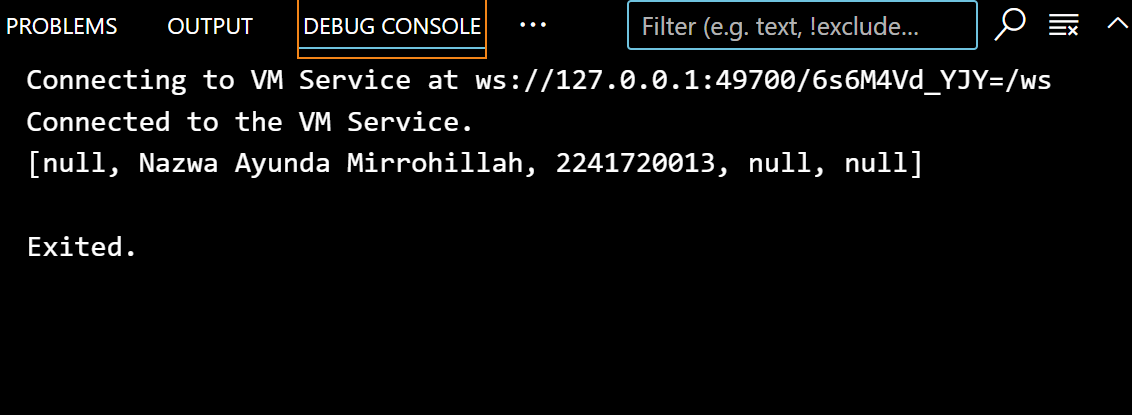 PROBLEMS OUTPUT DEBUG CONSOLE ... Filter (e.g. text, !exclude...
Connecting to VM Service at ws://127.0.0.1:49700/6s6M4Vd_YJY=/ws
Connected to the VM Service.
[null, Nazwa Ayunda Mirrohillah, 2241720013, null, null]
Exited.